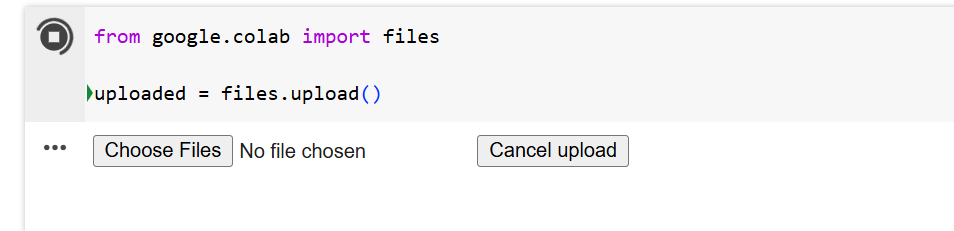 from google.colab import files
uploaded = files.upload()
Choose Files No file chosen Cancel upload